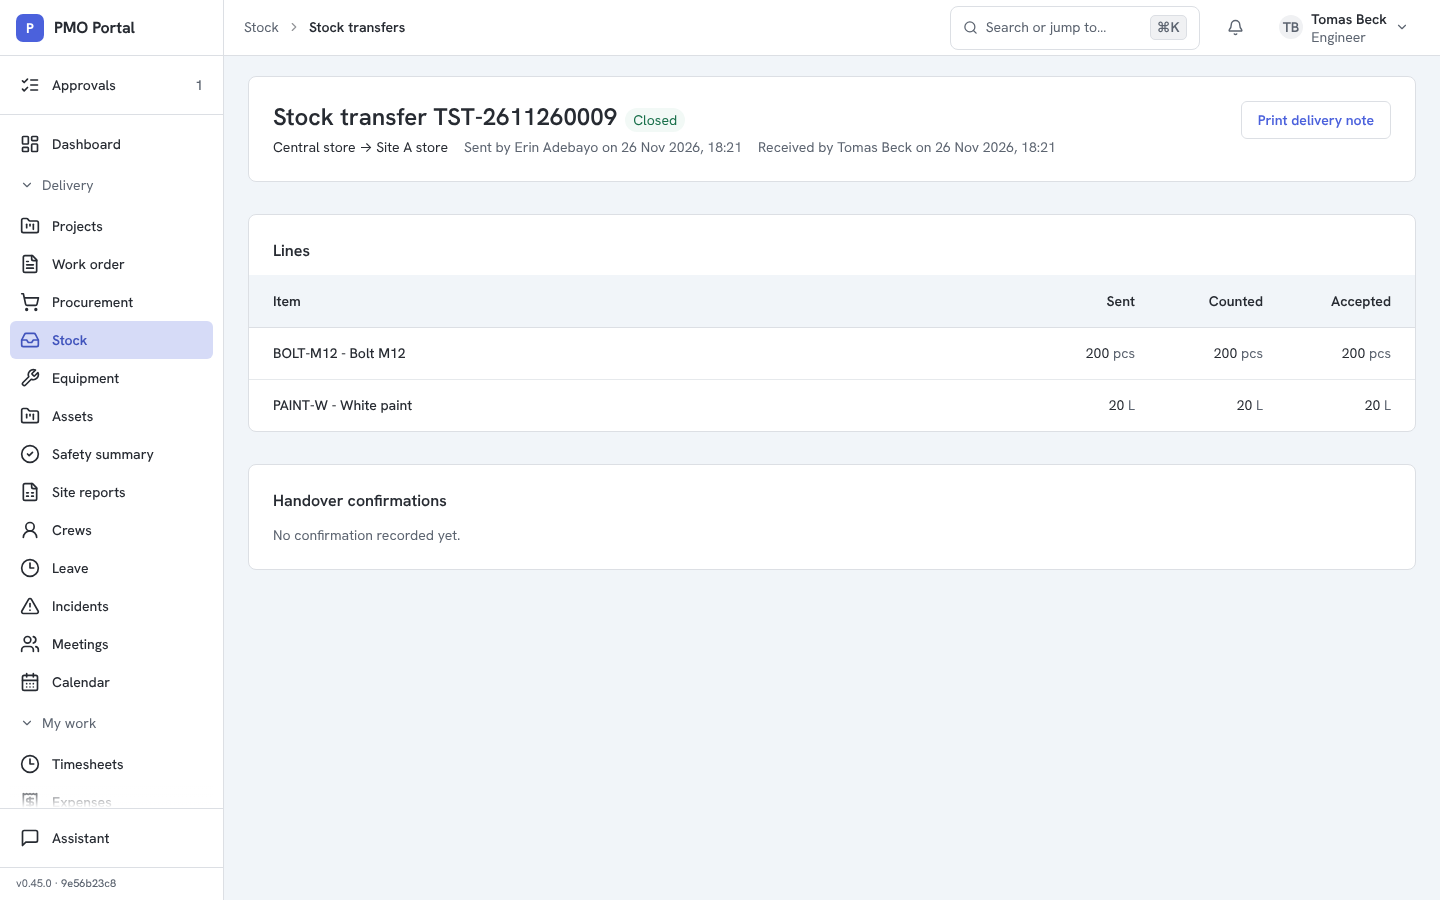 P PMO Portal
Stock > Stock transfers
Search or jump to... ⌘K
TB
Tomas Beck
Engineer
Approvals 1
Dashboard
Delivery
Projects
Work order
Procurement
Stock
Equipment
Assets
Safety summary
Site reports
Crews
Leave
Incidents
Meetings
Calendar
My work
Timesheets
Expenses
Assistant
v0.45.0 · 9e56b23c8
Stock transfer TST-2611260009 Closed
Print delivery note
Central store → Site A store Sent by Erin Adebayo on 26 Nov 2026, 18:21 Received by Tomas Beck on 26 Nov 2026, 18:21
Lines
Item Sent Counted Accepted
BOLT-M12 - Bolt M12 200 pcs 200 pcs 200 pcs
PAINT-W - White paint 20 L 20 L 20 L
Handover confirmations
No confirmation recorded yet.